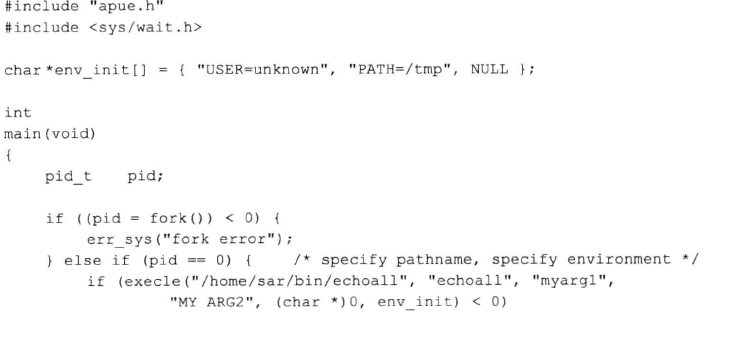 #include "apue.h"
#include <sys/wait.h>
char *env_init[] = { "USER=unknown", "PATH=/tmp", NULL };
int
main(void)
{
pid_t pid;
if ((pid = fork()) < 0) {
err_sys("fork error");
} else if (pid == 0) { /* specify pathname, specify environment */
if (execle("/home/sar/bin/echoall", "echoall", "myarg1",
"MY ARG2", (char *)0, env_init) < 0)